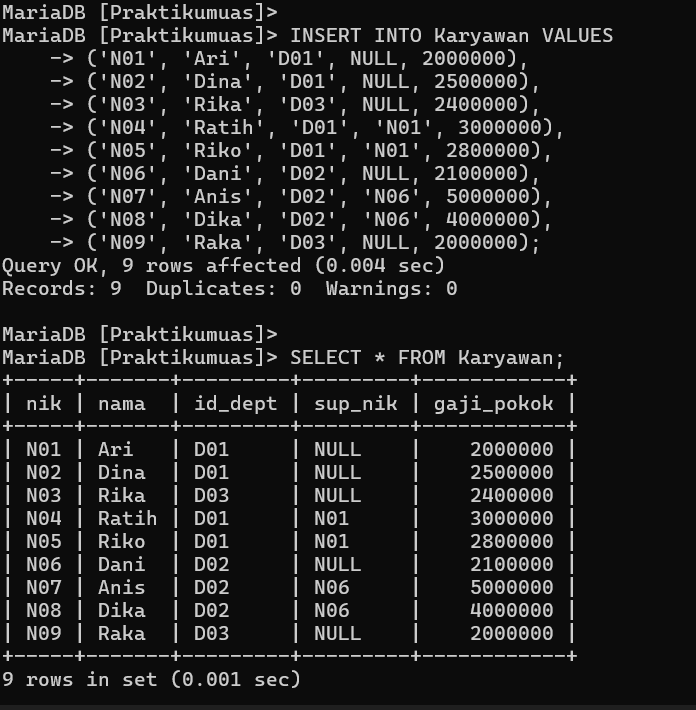 MariaDB [Praktikumuas]>
MariaDB [Praktikumuas]> INSERT INTO Karyawan VALUES
    -> ('N01', 'Ari', 'D01', NULL, 2000000),
    -> ('N02', 'Dina', 'D01', NULL, 2500000),
    -> ('N03', 'Rika', 'D03', NULL, 2400000),
    -> ('N04', 'Ratih', 'D01', 'N01', 3000000),
    -> ('N05', 'Riko', 'D01', 'N01', 2800000),
    -> ('N06', 'Dani', 'D02', NULL, 2100000),
    -> ('N07', 'Anis', 'D02', 'N06', 5000000),
    -> ('N08', 'Dika', 'D02', 'N06', 4000000),
    -> ('N09', 'Raka', 'D03', NULL, 2000000);
Query OK, 9 rows affected (0.004 sec)
Records: 9  Duplicates: 0  Warnings: 0

MariaDB [Praktikumuas]>
MariaDB [Praktikumuas]> SELECT * FROM Karyawan;
+-----+-------+---------+---------+------------+
| nik | nama  | id_dept | sup_nik | gaji_pokok |
+-----+-------+---------+---------+------------+
| N01 | Ari   | D01     | NULL    |    2000000 |
| N02 | Dina  | D01     | NULL    |    2500000 |
| N03 | Rika  | D03     | NULL    |    2400000 |
| N04 | Ratih | D01     | N01     |    3000000 |
| N05 | Riko  | D01     | N01     |    2800000 |
| N06 | Dani  | D02     | NULL    |    2100000 |
| N07 | Anis  | D02     | N06     |    5000000 |
| N08 | Dika  | D02     | N06     |    4000000 |
| N09 | Raka  | D03     | NULL    |    2000000 |
+-----+-------+---------+---------+------------+
9 rows in set (0.001 sec)